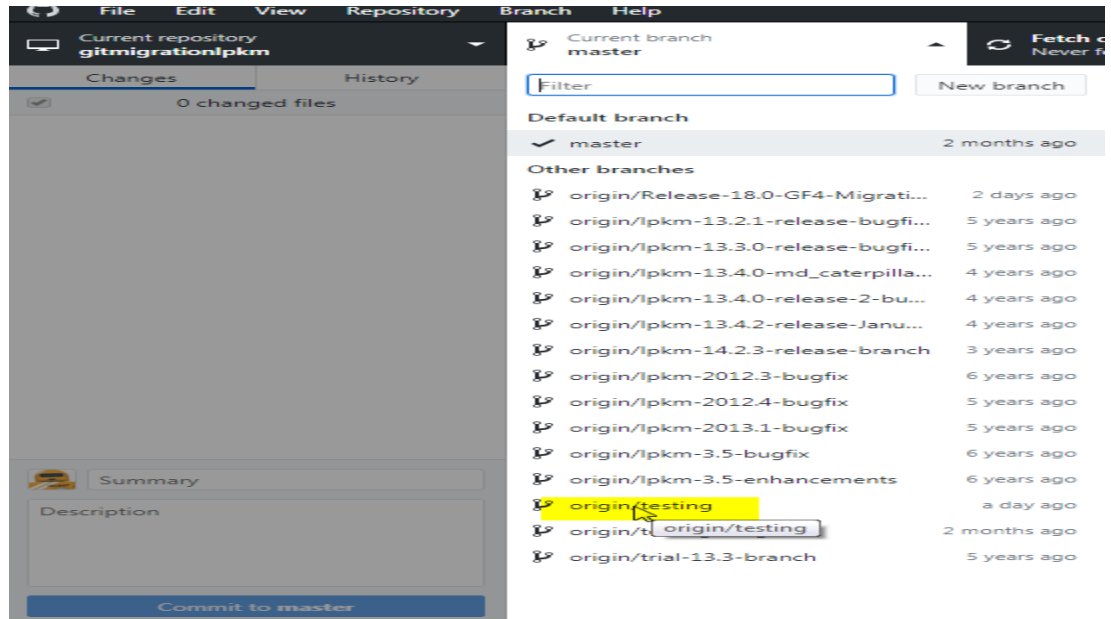 File Edit View Repository Branch Help
Current repository
gitmigrationlpkm
Current branch
master
Fetch
Never
Changes History
0 changed files
Filter
New branch
Default branch
master 2 months ago
Other branches
origin/Release-18.0-GF4-Migrati... 2 days ago
origin/lpkm-13.2.1-release-bugfi... 5 years ago
origin/lpkm-13.3.0-release-bugfi... 5 years ago
origin/lpkm-13.4.0-md_caterpilla... 4 years ago
origin/lpkm-13.4.0-release-2-bu... 4 years ago
origin/lpkm-13.4.2-release-Janu... 4 years ago
origin/lpkm-14.2.3-release-branch 3 years ago
origin/lpkm-2012.3-bugfix 6 years ago
origin/lpkm-2012.4-bugfix 5 years ago
origin/lpkm-2013.1-bugfix 5 years ago
origin/lpkm-3.5-bugfix 6 years ago
origin/lpkm-3.5-enhancements 6 years ago
origin/testing a day ago
origin/testing
2 months ago
origin/trial-13.3-branch 5 years ago
Summary
Description
Commit to master